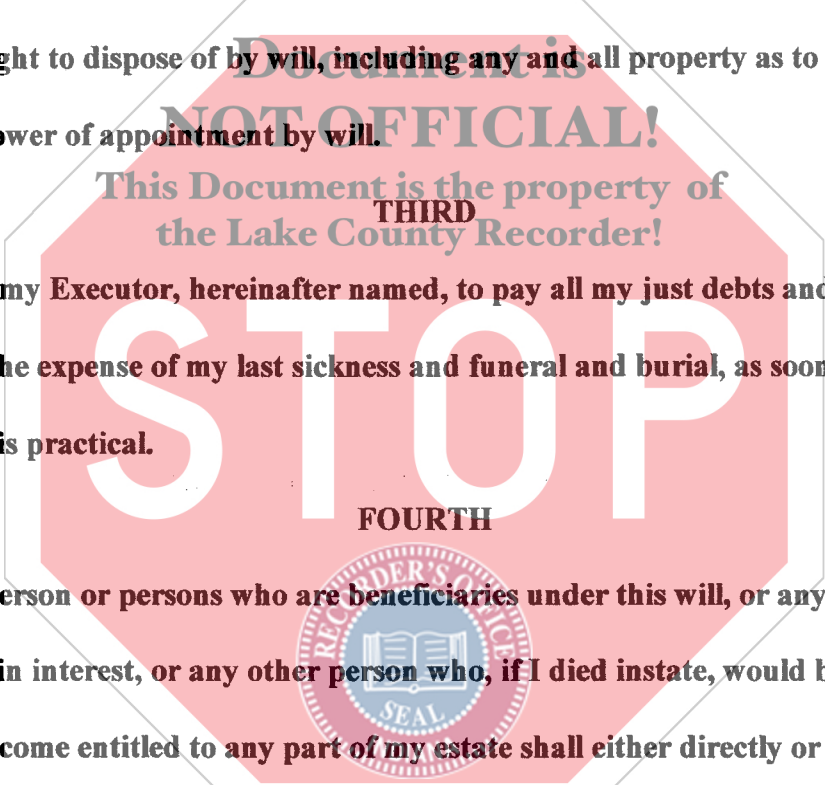 Document is
ght to dispose of by will, including any and all property as to
NOT OFFICIAL!
ower of appointment by will.
This Document is the property of
THIRD
the Lake County Recorder!
my Executor, hereinafter named, to pay all my just debts and
he expense of my last sickness and funeral and burial, as soon
is practical.
STOP
FOURTH
RECORDER'S OFFICE
erson or persons who are beneficiaries under this will, or any
in interest, or any other person who, if I died instate, would b
SEAL
come entitled to any part of my estate shall either directly or